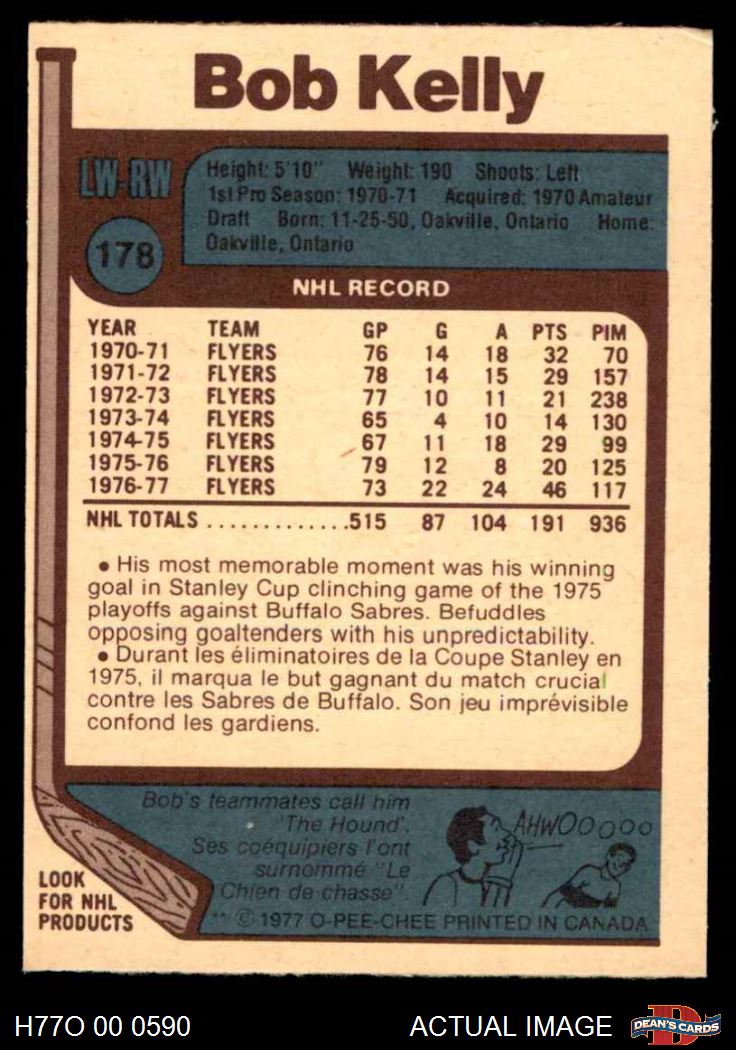 Bob Kelly
LW-RW
178
Height: 5'10" Weight: 190 Shoots: Left
1st Pro Season: 1970-71 Acquired: 1970 Amateur
Draft Born: 11-25-50, Oakville, Ontario Home:
Oakville, Ontario
NHL RECORD
YEAR TEAM GP G A PTS PIM
1970-71 FLYERS 76 14 18 32 70
1971-72 FLYERS 78 14 15 29 157
1972-73 FLYERS 77 10 11 21 238
1973-74 FLYERS 65 4 10 14 130
1974-75 FLYERS 67 11 18 29 99
1975-76 FLYERS 79 12 8 20 125
1976-77 FLYERS 73 22 24 46 117
NHL TOTALS .............515 87 104 191 936
• His most memorable moment was his winning
goal in Stanley Cup clinching game of the 1975
playoffs against Buffalo Sabres. Befuddles
opposing goaltenders with his unpredictability.
• Durant les éliminatoires de la Coupe Stanley en
1975, il marqua le but gagnant du match crucial
contre les Sabres de Buffalo. Son jeu imprévisible
confond les gardiens.
Bob's teammates call him
'The Hound'.
Ses coéquipiers l'ont
surnommé "Le
Chien de chasse".
AHWOOOOO
LOOK
FOR NHL
PRODUCTS
** © 1977 O-PEE-CHEE PRINTED IN CANADA
H77O 00 0590
ACTUAL IMAGE
D
DEAN'S CARDS